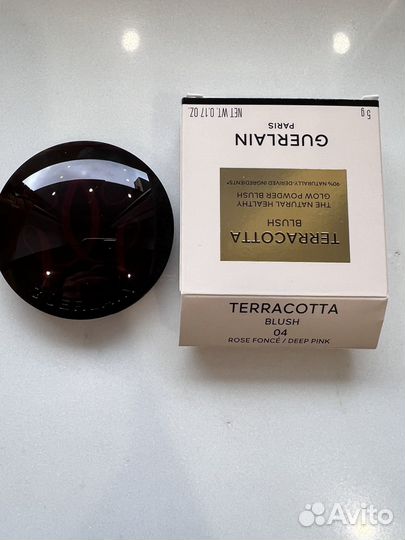 GUERLAIN
PARIS
TERRACOTTA
BLUSH
THE NATURAL HEALTHY
GLOW POWDER BLUSH
90% NATURALLY-DERIVED INGREDIENTS*
5 g
NET WT. 0.17 OZ.
TERRACOTTA
BLUSH
04
ROSE FONCÉ / DEEP PINK
GUERLAIN
Avito